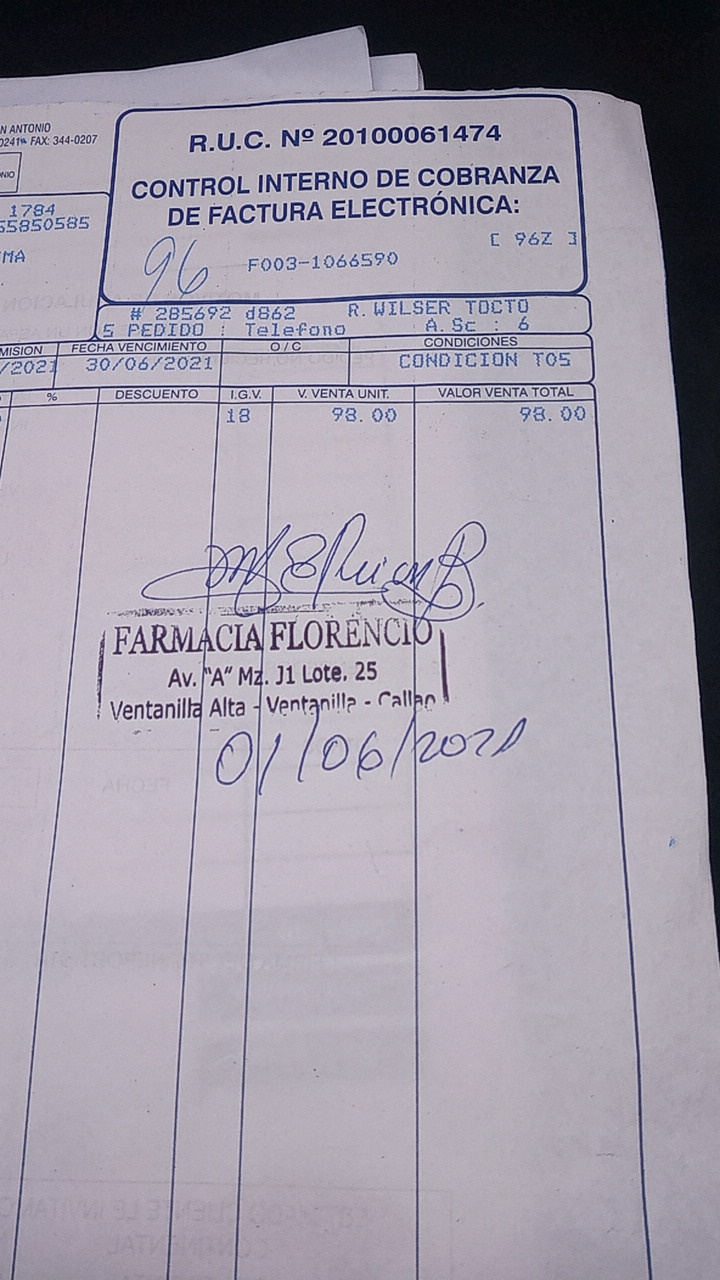 N ANTONIO
0241 FAX: 344-0207
ONIO
1784
55850585
MA
R.U.C. Nº 20100061474
CONTROL INTERNO DE COBRANZA
DE FACTURA ELECTRÓNICA:
[ 96Z ]
96
F003-1066590
# 285692 d862 R. WILSER TOCTO
S PEDIDO : Telefono A.Sc : 6
MISION FECHA VENCIMIENTO O / C CONDICIONES
/2021 30/06/2021 CONDICION T05
% DESCUENTO I.G.V. V. VENTA UNIT. VALOR VENTA TOTAL
18 98.00 98.00
FARMACIA FLORENCIO
Av. "A" Mz. J1 Lote. 25
Ventanilla Alta - Ventanilla - Callao
01/06/2021